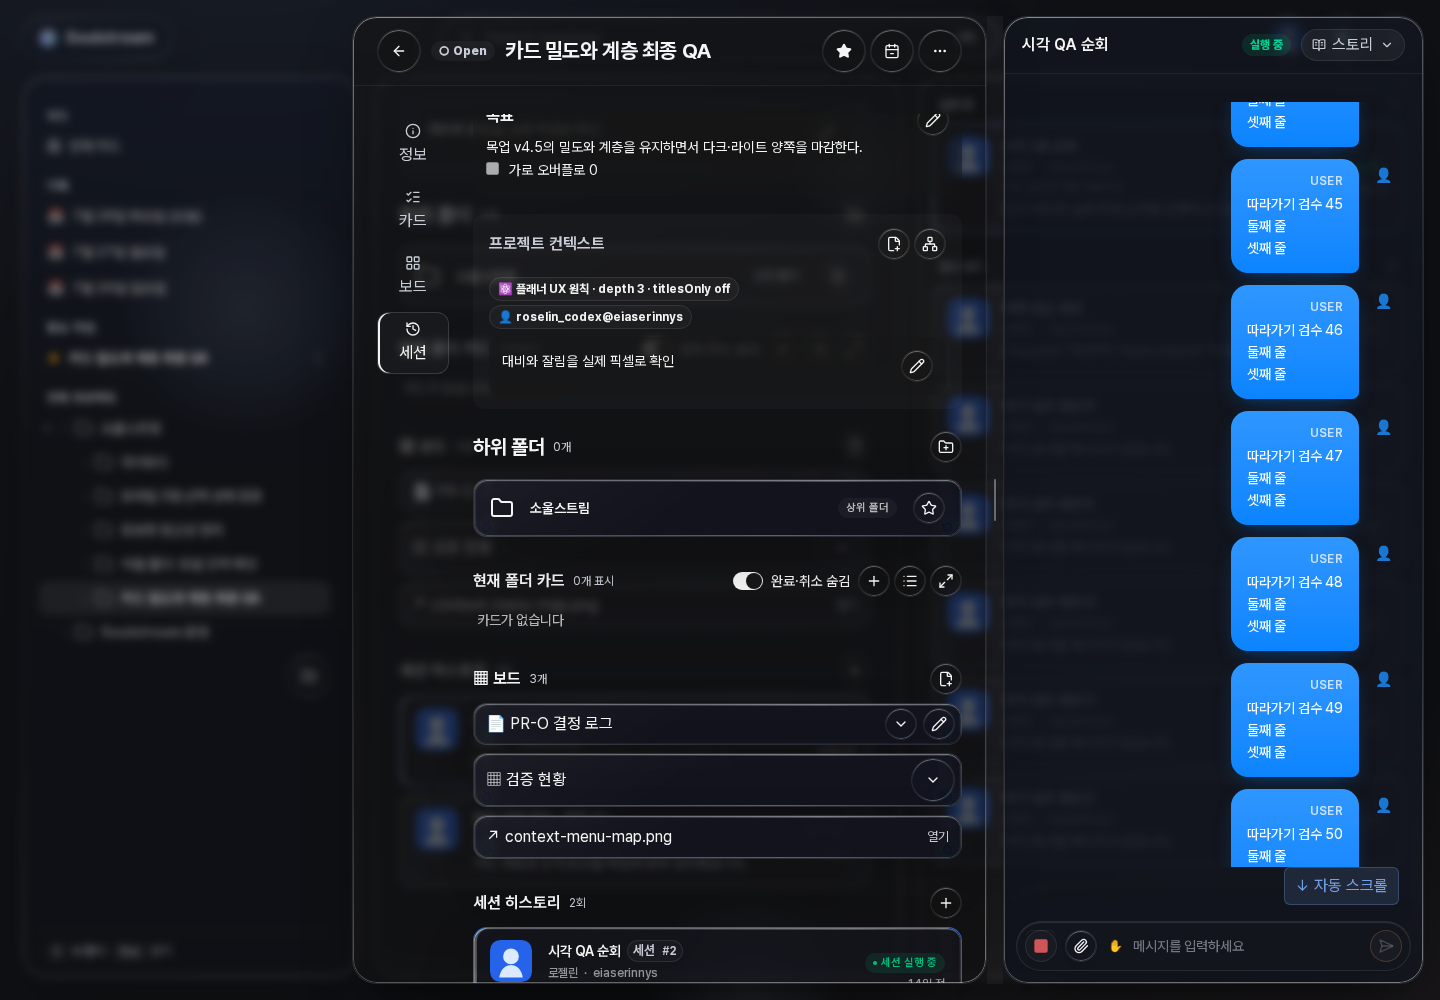 Open
카드 밀도와 계층 최종 QA
정보
카드
보드
세션
목표
목업 v4.5의 밀도와 계층을 유지하면서 다크·라이트 양쪽을 마감한다.
가로 오버플로 0
프로젝트 컨텍스트
플래너 UX 원칙 · depth 3 · titlesOnly off
roselin_codex@eiaserinnys
대비와 잘림을 실제 픽셀로 확인
하위 폴더 0개
소울스트림
상위 폴더
현재 폴더 카드 0개 표시
완료·취소 숨김
카드가 없습니다
보드 3개
PR-O 결정 로그
검증 현황
↗ context-menu-map.png
열기
세션 히스토리 2회
시각 QA 순회 세션 #2
로젤린 · eiaserinnys
세션 실행 중
시각 QA 순회
실행 중
스토리
둘째 줄
셋째 줄
USER
따라가기 검수 45
둘째 줄
셋째 줄
USER
따라가기 검수 46
둘째 줄
셋째 줄
USER
따라가기 검수 47
둘째 줄
셋째 줄
USER
따라가기 검수 48
둘째 줄
셋째 줄
USER
따라가기 검수 49
둘째 줄
셋째 줄
USER
따라가기 검수 50
둘째 줄
↓ 자동 스크롤
메시지를 입력하세요